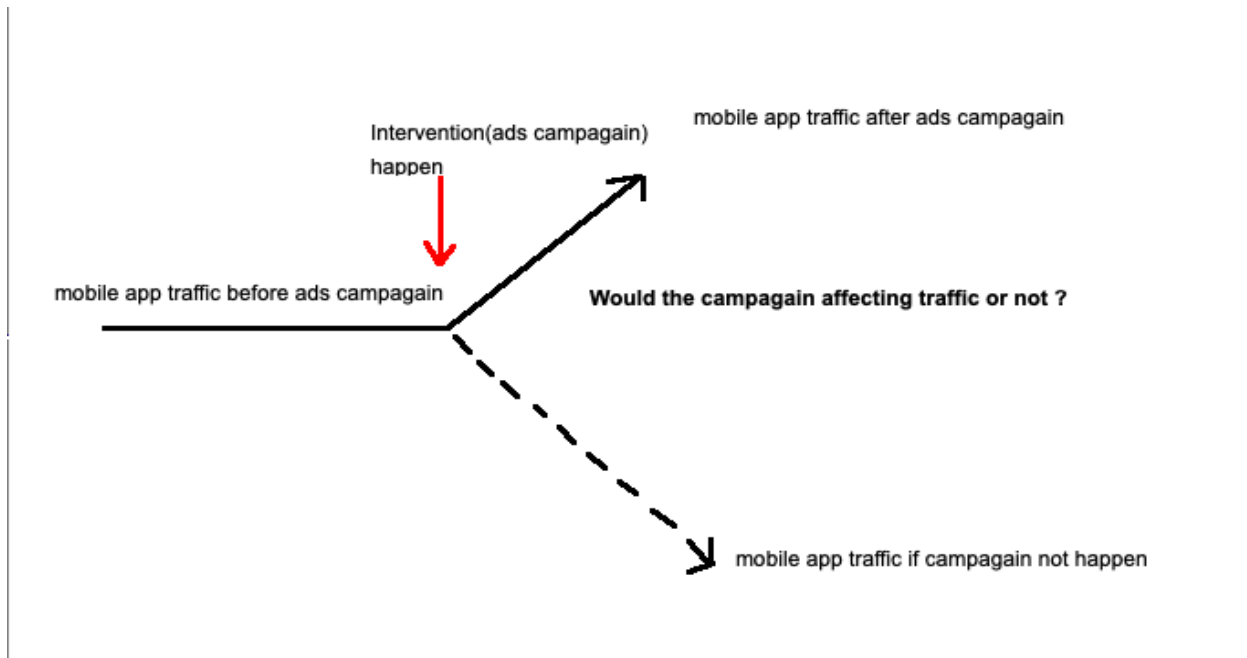 mobile app traffic after ads campagain
Intervention(ads campagain)
happen
mobile app traffic before ads campagain
Would the campagain affecting traffic or not ?
mobile app traffic if campagain not happen